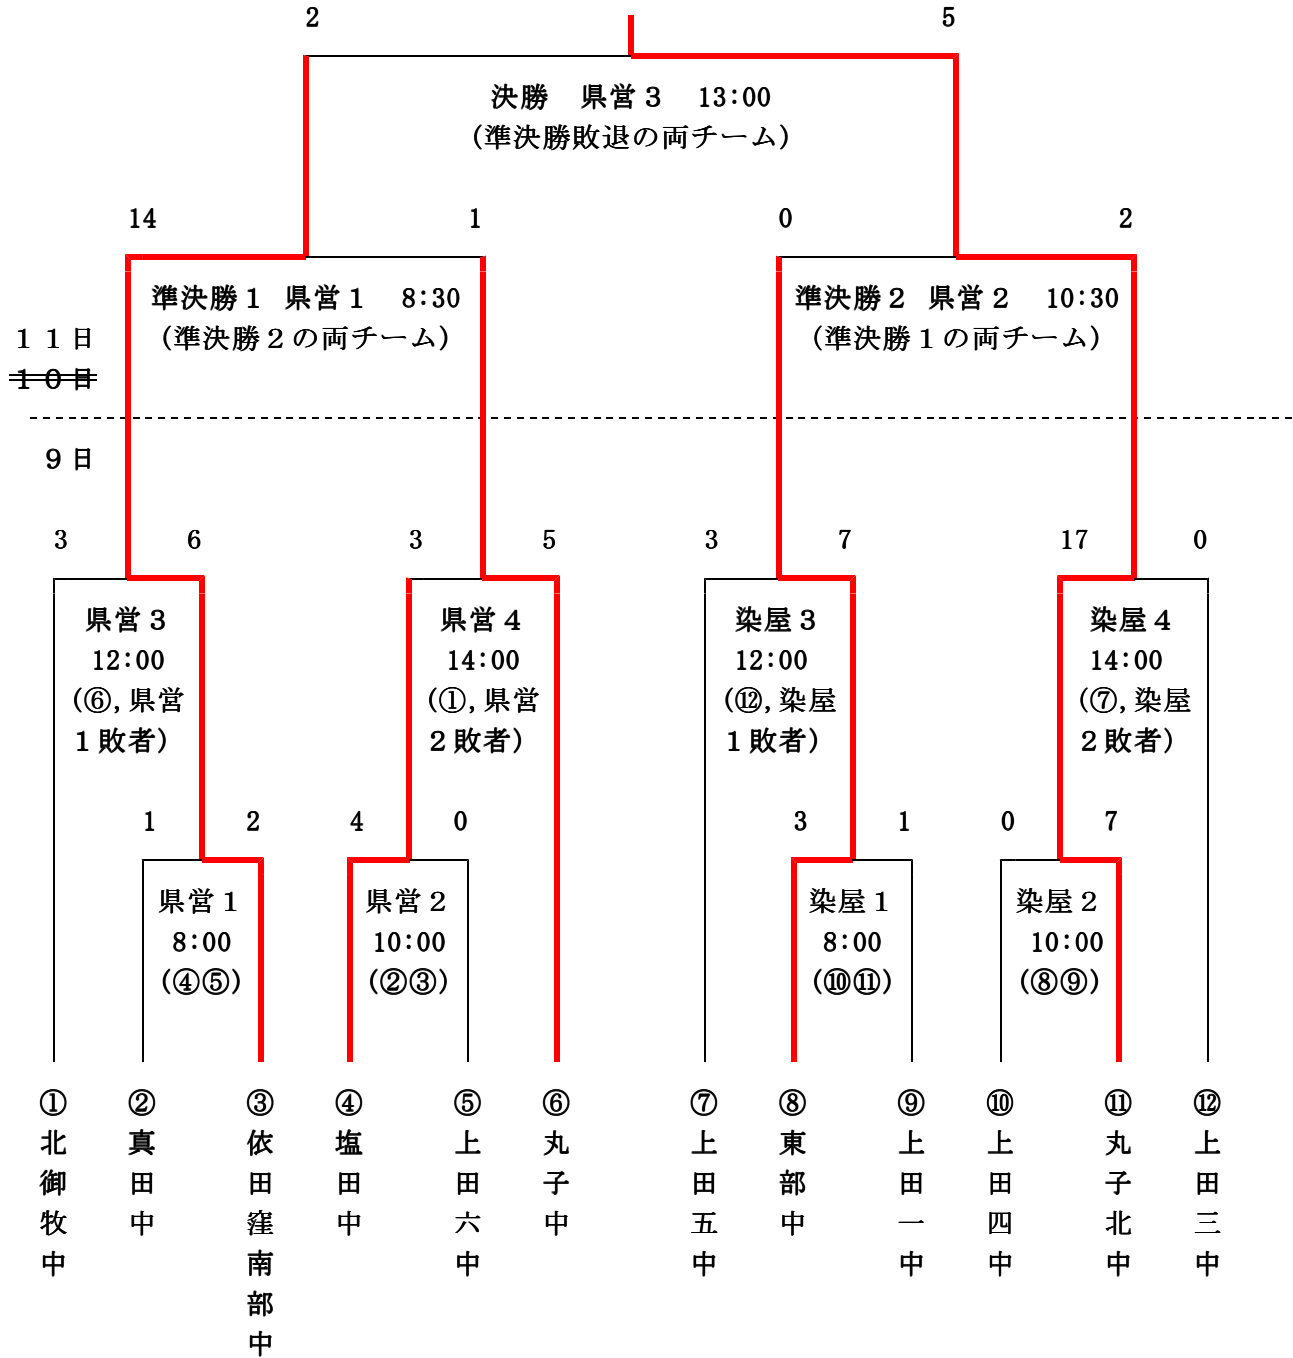 2 5
決勝 県営3 13:00
(準決勝敗退の両チーム)
14 1 0 2
準決勝1 県営1 8:30 準決勝2 県営2 10:30
11日 (準決勝2の両チーム) (準決勝1の両チーム)
10日
9日
3 6 3 5 3 7 17 0
県営3 県営4 染屋3 染屋4
12:00 14:00 12:00 14:00
(⑥,県営 (①,県営 (⑫,染屋 (⑦,染屋
1敗者) 2敗者) 1敗者) 2敗者)
1 2 4 0 3 1 0 7
県営1 県営2 染屋1 染屋2
8:00 10:00 8:00 10:00
(④⑤) (②③) (⑩⑪) (⑧⑨)
①北御牧中
②真田中
③依田窪南部中
④塩田中
⑤上田六中
⑥丸子中
⑦上田五中
⑧東部中
⑨上田一中
⑩上田四中
⑪丸子北中
⑫上田三中